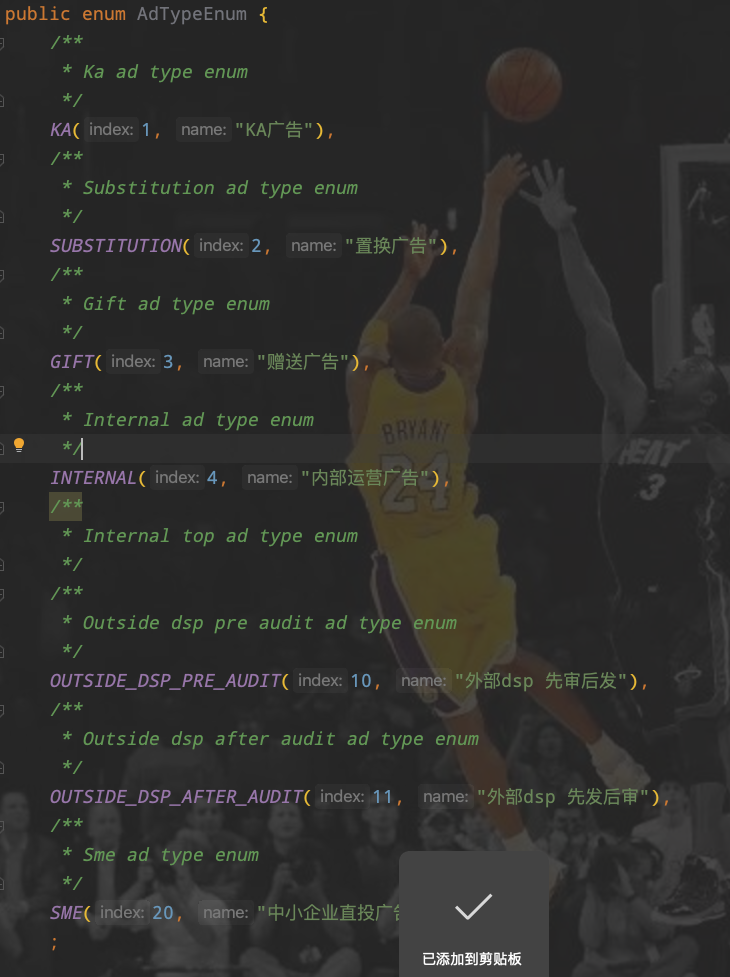 public enum AdTypeEnum {
/**
* Ka ad type enum
*/
KA( index: 1, name: "KA广告"),
/**
* Substitution ad type enum
*/
SUBSTITUTION( index: 2, name: "置换广告"),
/**
* Gift ad type enum
*/
GIFT( index: 3, name: "赠送广告"),
/**
* Internal ad type enum
*/
INTERNAL( index: 4, name: "内部运营广告"),
/**
* Internal top ad type enum
*/
/**
* Outside dsp pre audit ad type enum
*/
OUTSIDE_DSP_PRE_AUDIT( index: 10, name: "外部dsp 先审后发"),
/**
* Outside dsp after audit ad type enum
*/
OUTSIDE_DSP_AFTER_AUDIT( index: 11, name: "外部dsp 先发后审"),
/**
* Sme ad type enum
*/
SME( index: 20, name: "中小企业直投广
;
BRYANT
24
HEAT
3
已添加到剪贴板